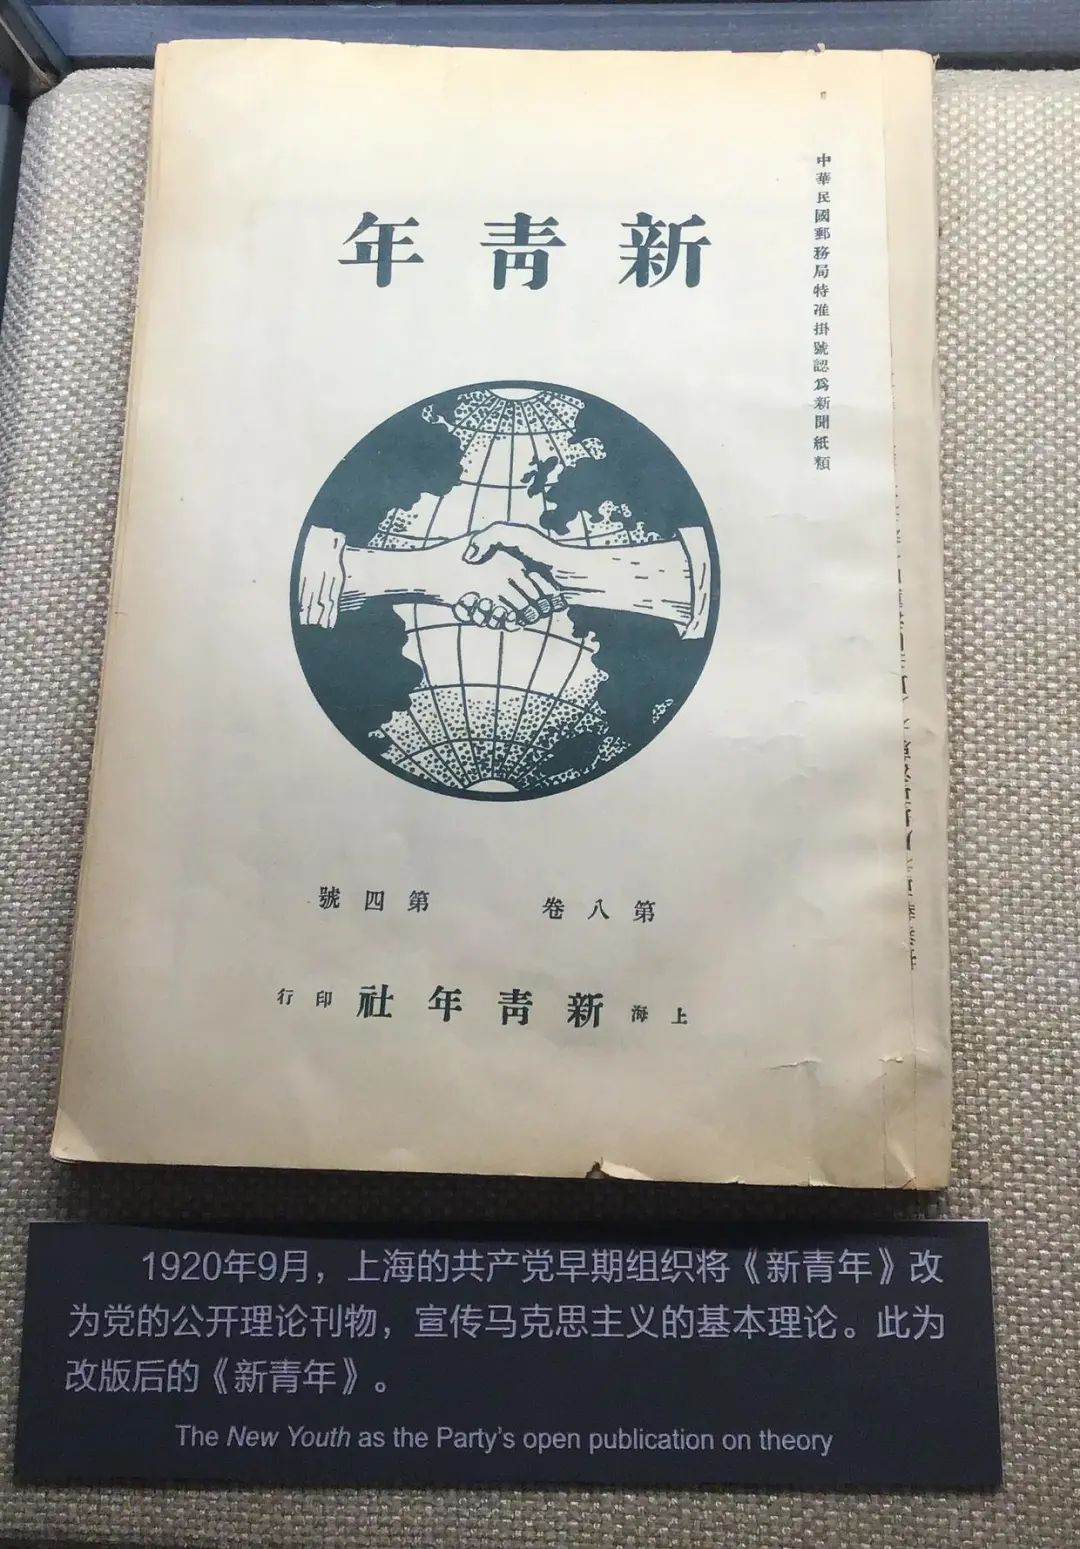 新青年
中華民國郵務局特准掛號認爲新聞紙類
第八卷 第四號
上海新青年社印行
1920年9月，上海的共产党早期组织将《新青年》改
为党的公开理论刊物，宣传马克思主义的基本理论。此为
改版后的《新青年》。
The New Youth as the Party's open publication on theory